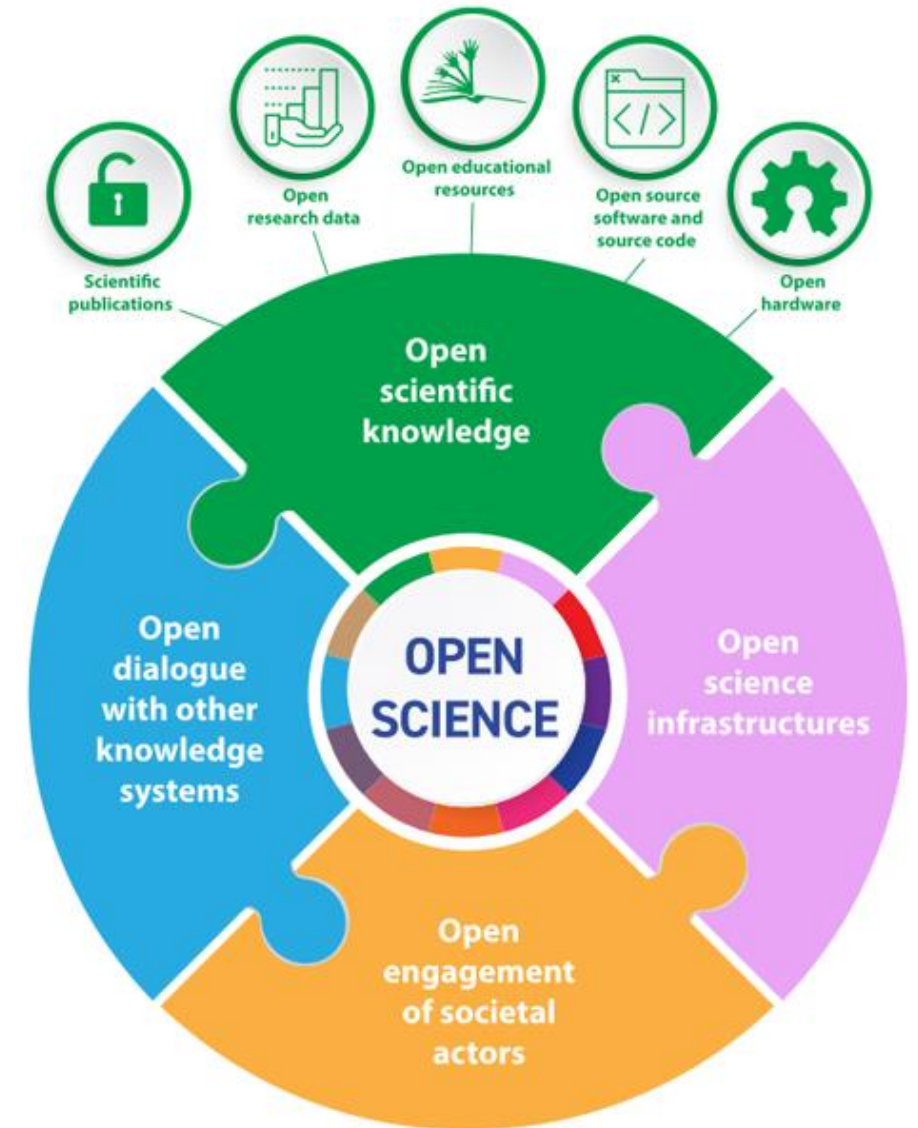 Scientific
publications
Open
research data
Open educational
resources
Open source
software and
source code
Open
hardware
Open
scientific
knowledge
Open
dialogue
with other
knowledge
systems
OPEN
SCIENCE
Open
science
infrastructures
Open
engagement
of societal
actors